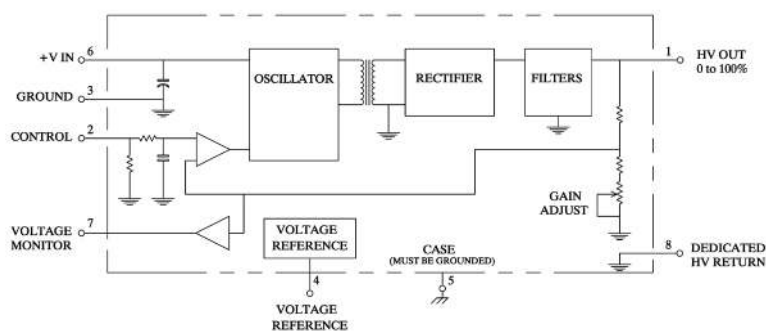 +V IN
6
GROUND
3
CONTROL
2
OSCILLATOR
RECTIFIER
FILTERS
1
HV OUT
0 to 100%
GAIN
ADJUST
VOLTAGE
MONITOR
7
VOLTAGE
REFERENCE
4
VOLTAGE
REFERENCE
CASE
(MUST BE GROUNDED)
5
8
DEDICATED
HV RETURN